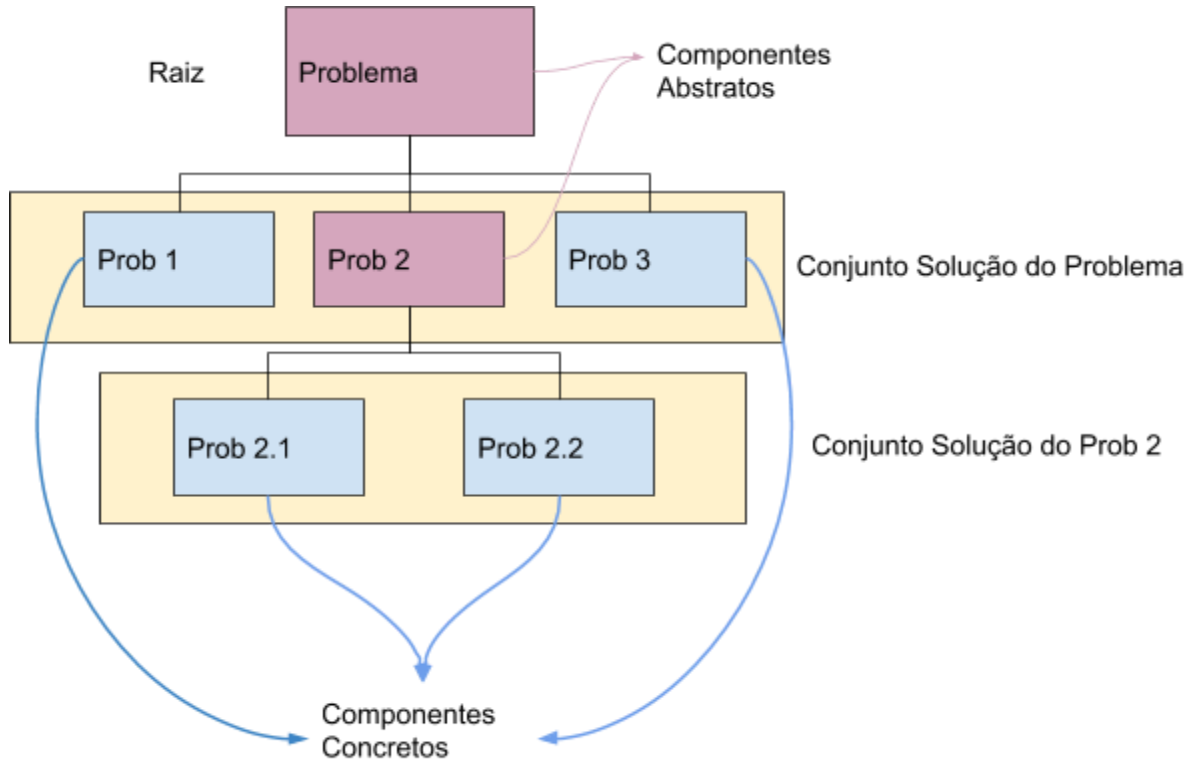 Raiz
Problema
Componentes
Abstratos
Prob 1
Prob 2
Prob 3
Conjunto Solução do Problema
Prob 2.1
Prob 2.2
Conjunto Solução do Prob 2
Componentes
Concretos